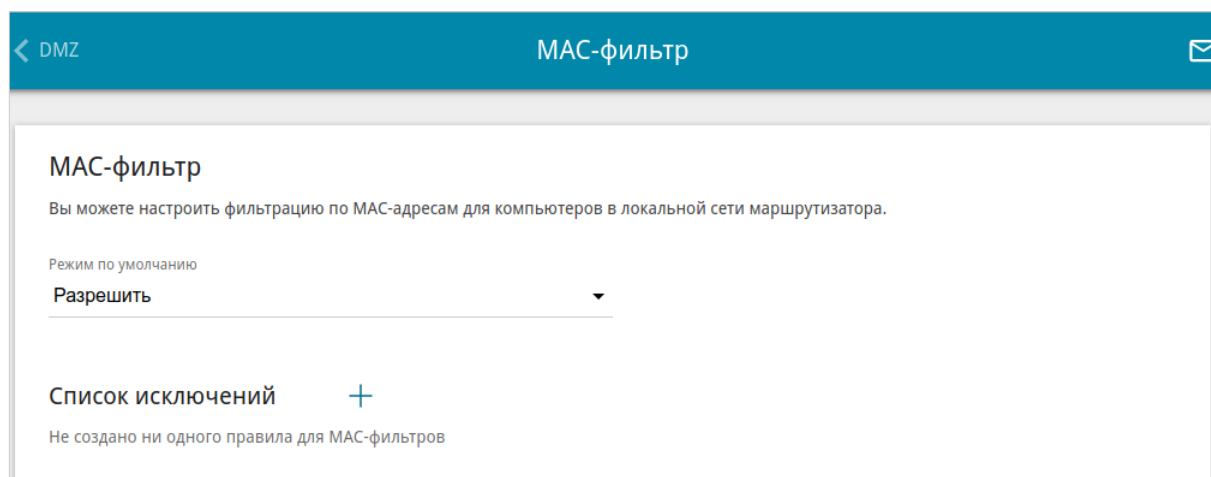 DMZ
MAC-фильтр
MAC-фильтр
Вы можете настроить фильтрацию по MAC-адресам для компьютеров в локальной сети маршрутизатора.
Режим по умолчанию
Разрешить
Список исключений
Не создано ни одного правила для MAC-фильтров